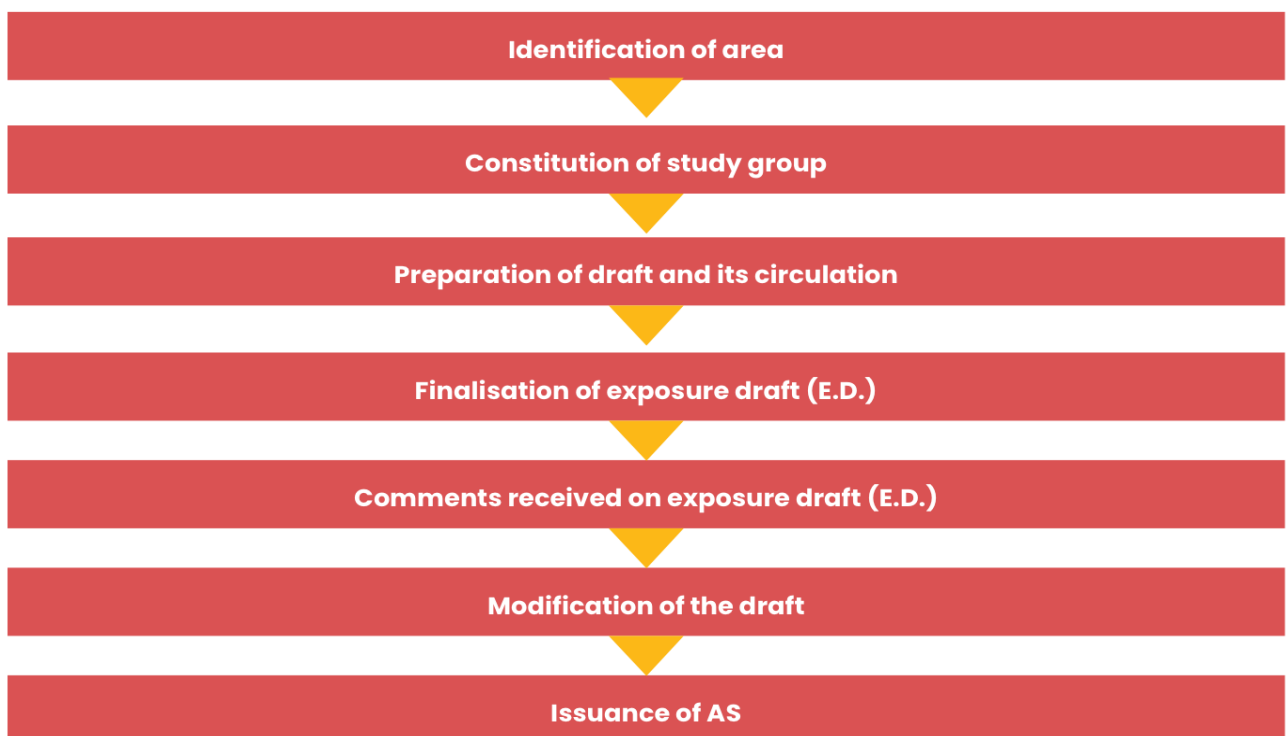 Identification of area
Constitution of study group
Preparation of draft and its circulation
Finalisation of exposure draft (E.D.)
Comments received on exposure draft (E.D.)
Modification of the draft
Issuance of AS